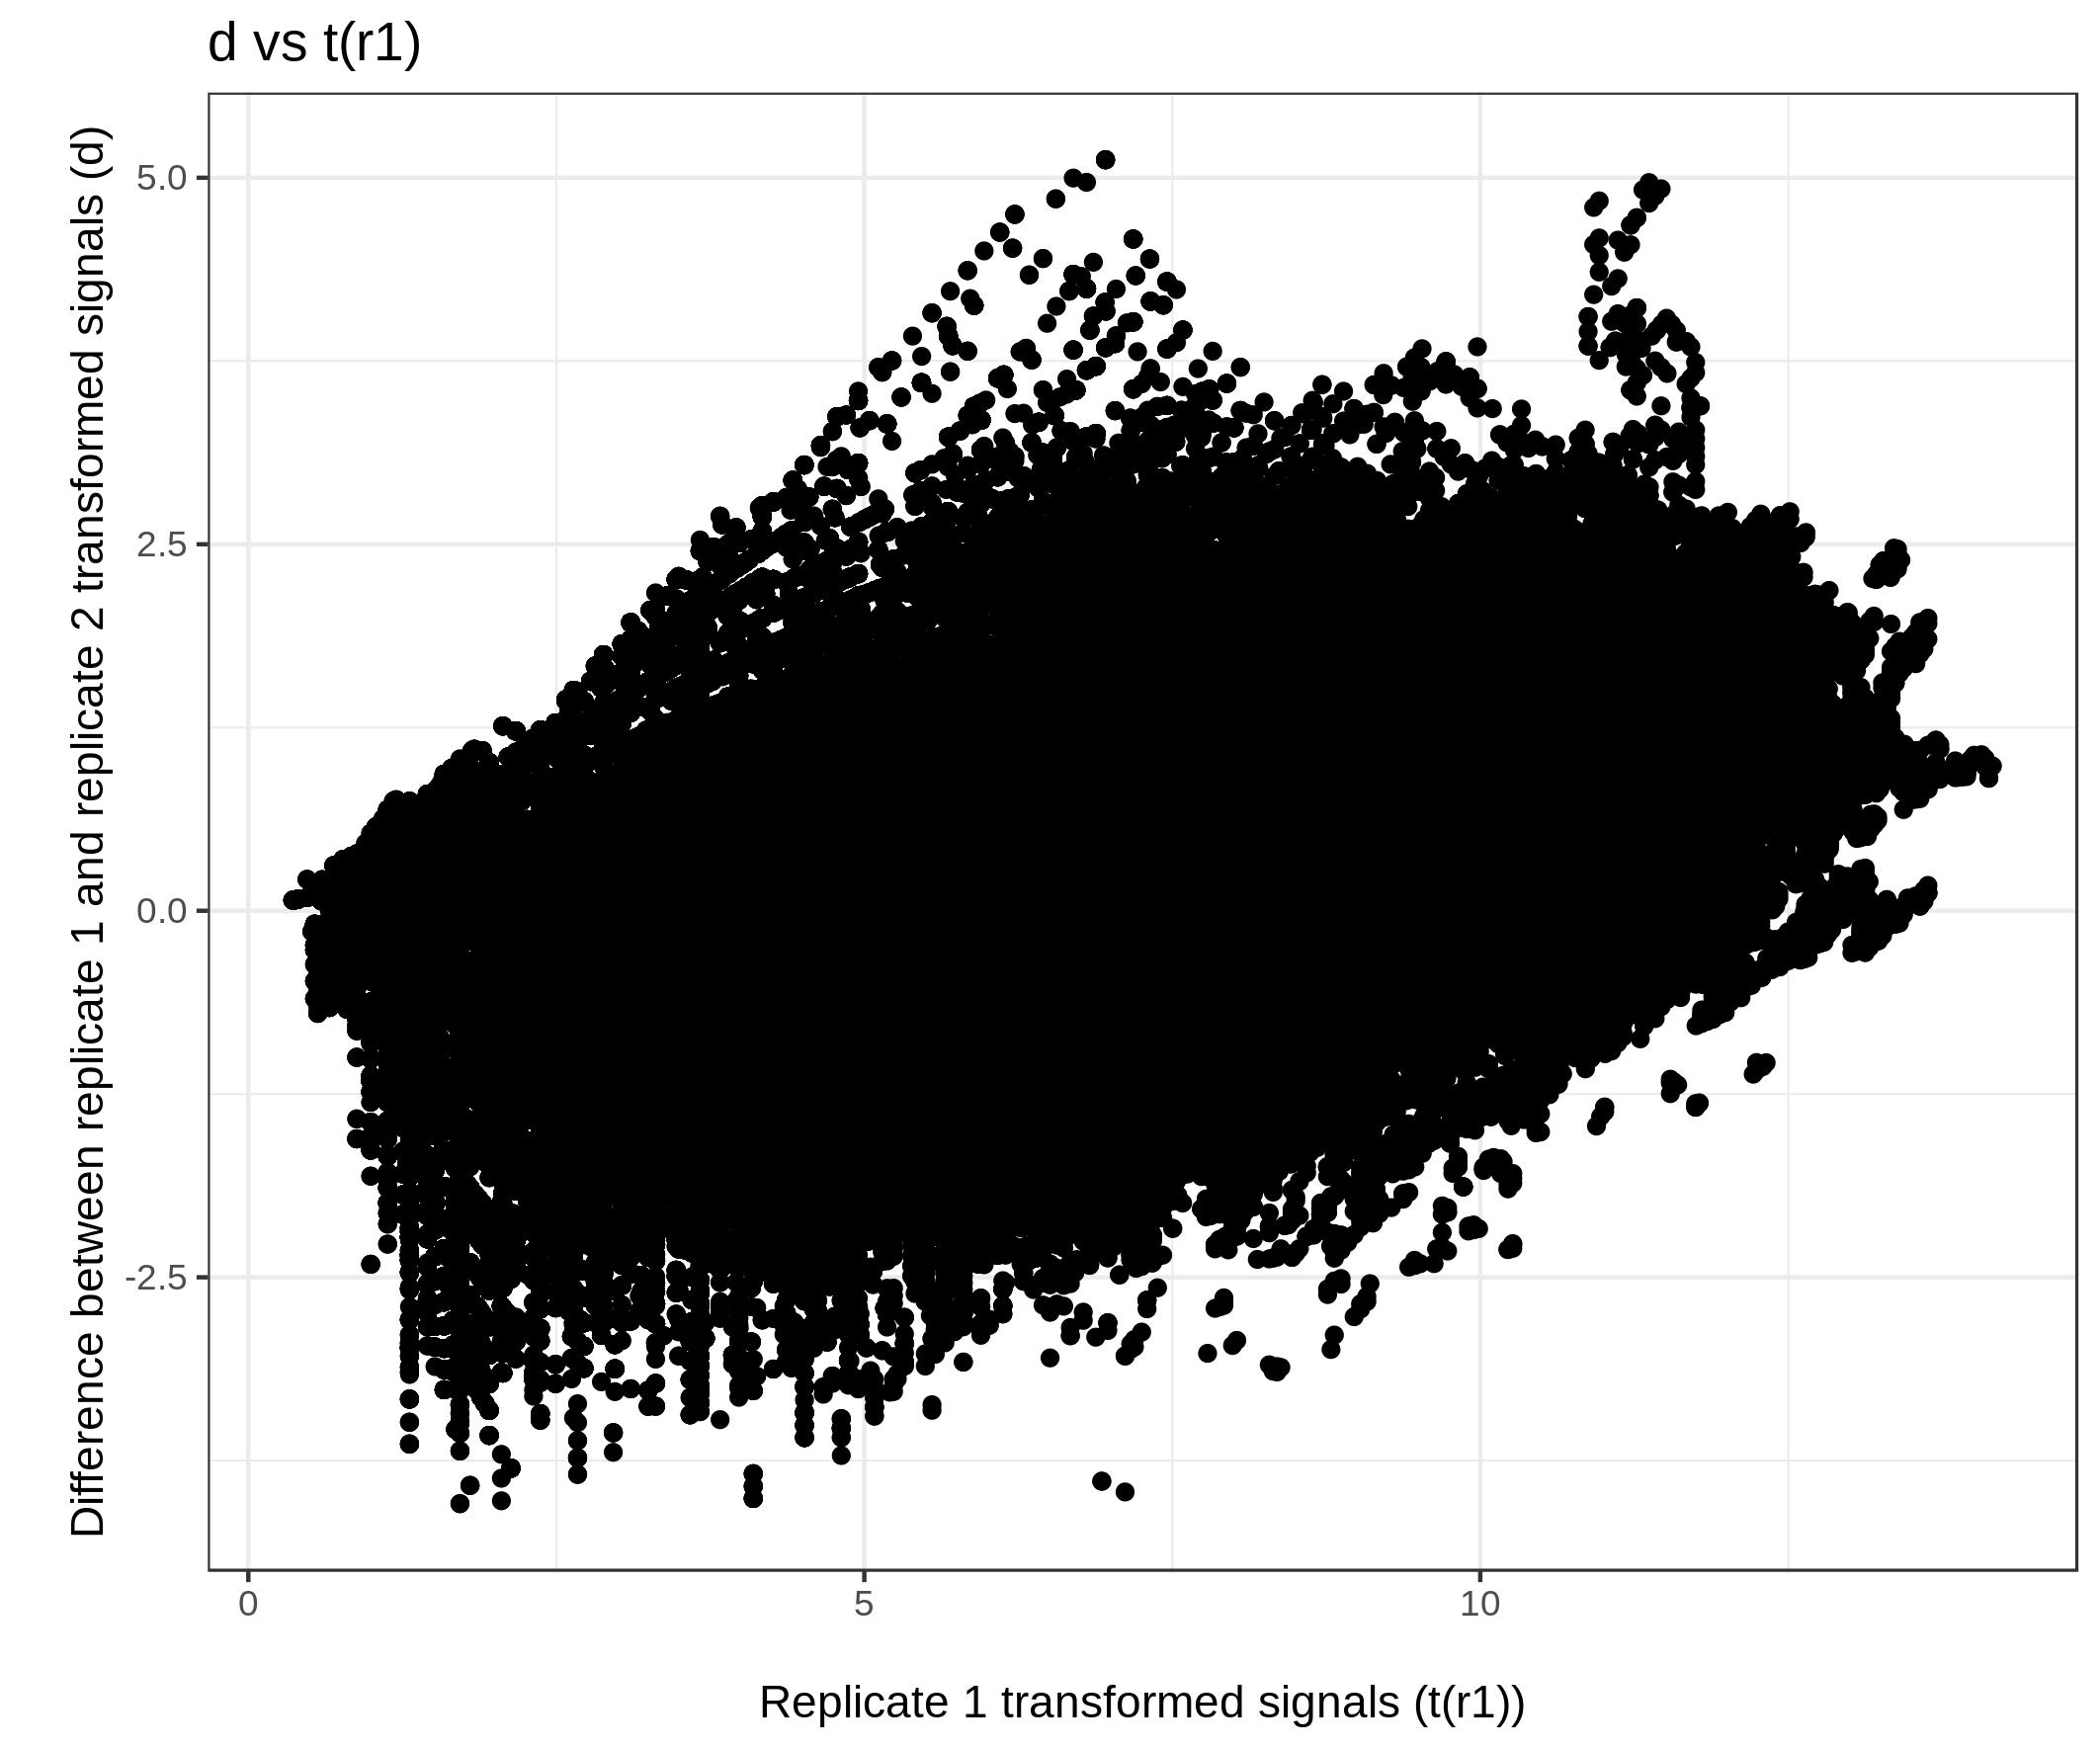 d vs t(r1)
Difference between replicate 1 and replicate 2 transformed signals (d)
5.0
2.5
0.0
-2.5
0
5
10
Replicate 1 transformed signals (t(r1))